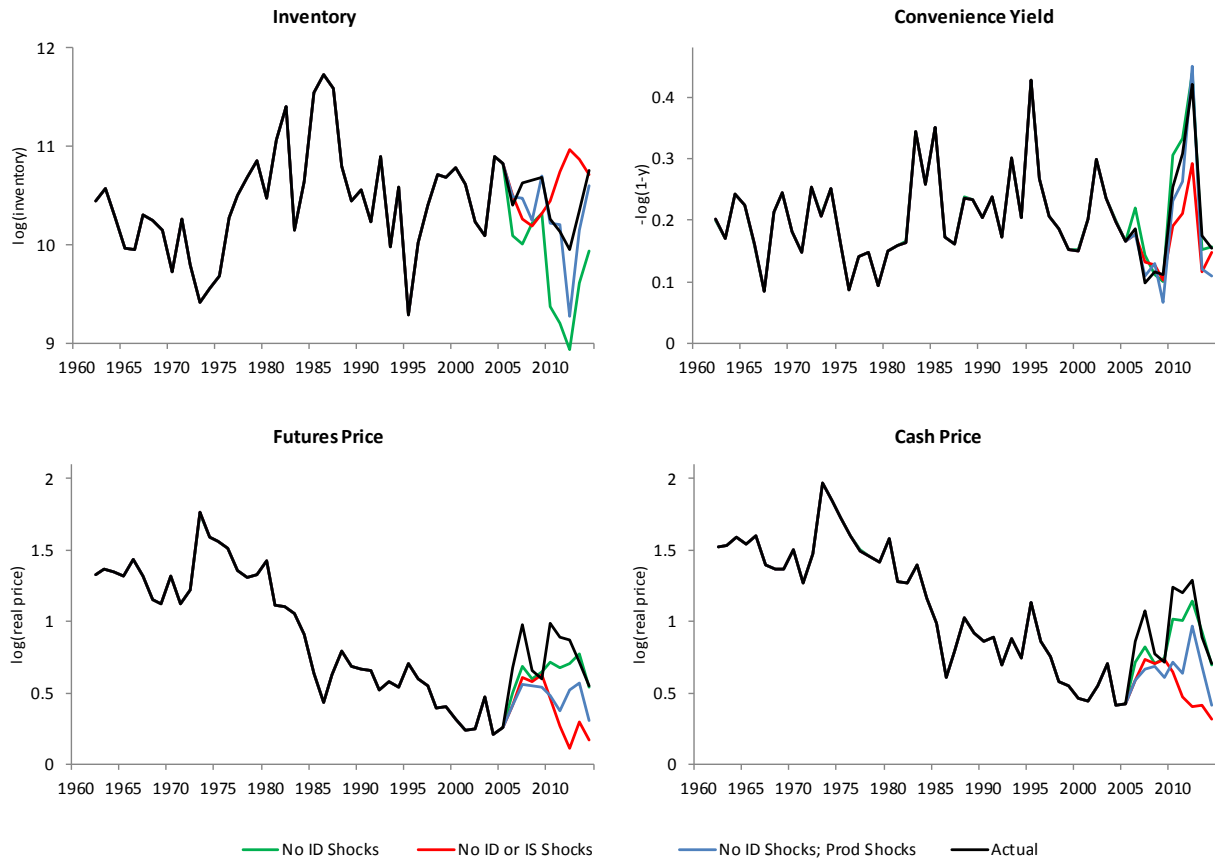 Inventory
12
11
10
9
log(inventory)
1960 1965 1970 1975 1980 1985 1990 1995 2000 2005 2010
Convenience Yield
0.4
0.3
0.2
0.1
0
-log(1-y)
1960 1965 1970 1975 1980 1985 1990 1995 2000 2005 2010
Futures Price
2
1.5
1
0.5
0
log(real price)
1960 1965 1970 1975 1980 1985 1990 1995 2000 2005 2010
Cash Price
2
1.5
1
0.5
0
log(real price)
1960 1965 1970 1975 1980 1985 1990 1995 2000 2005 2010
No ID Shocks No ID or IS Shocks No ID Shocks; Prod Shocks Actual